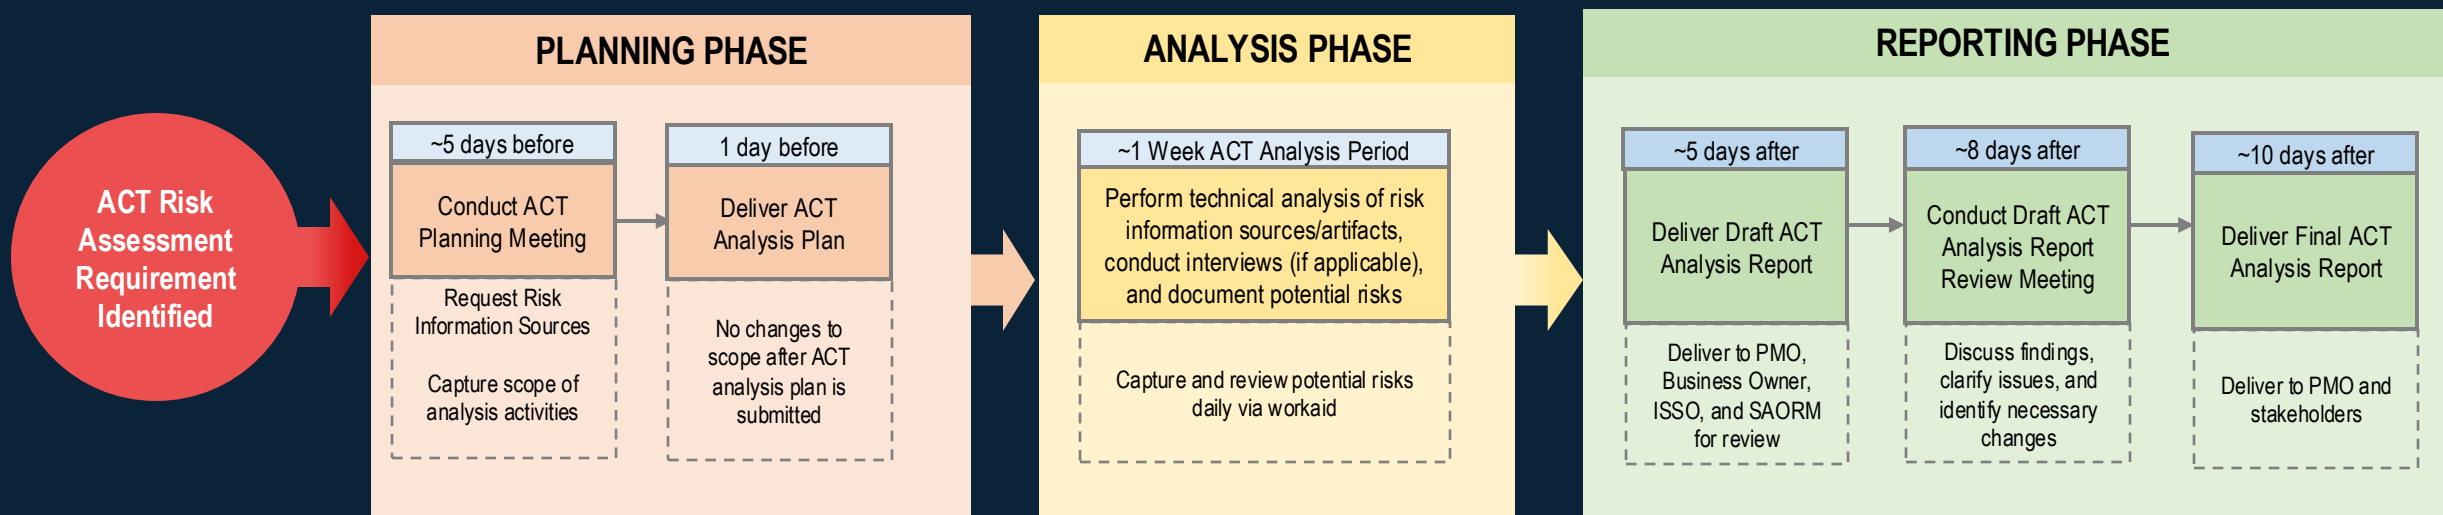 ACT Risk
Assessment
Requirement
Identified
PLANNING PHASE
~5 days before
Conduct ACT
Planning Meeting
Request Risk
Information Sources
Capture scope of
analysis activities
1 day before
Deliver ACT
Analysis Plan
No changes to
scope after ACT
analysis plan is
submitted
ANALYSIS PHASE
~1 Week ACT Analysis Period
Perform technical analysis of risk
information sources/artifacts,
conduct interviews (if applicable),
and document potential risks
Capture and review potential risks
daily via workaid
REPORTING PHASE
~5 days after
Deliver Draft ACT
Analysis Report
Deliver to PMO,
Business Owner,
ISSO, and SAORM
for review
~8 days after
Conduct Draft ACT
Analysis Report
Review Meeting
Discuss findings,
clarify issues, and
identify necessary
changes
~10 days after
Deliver Final ACT
Analysis Report
Deliver to PMO and
stakeholders